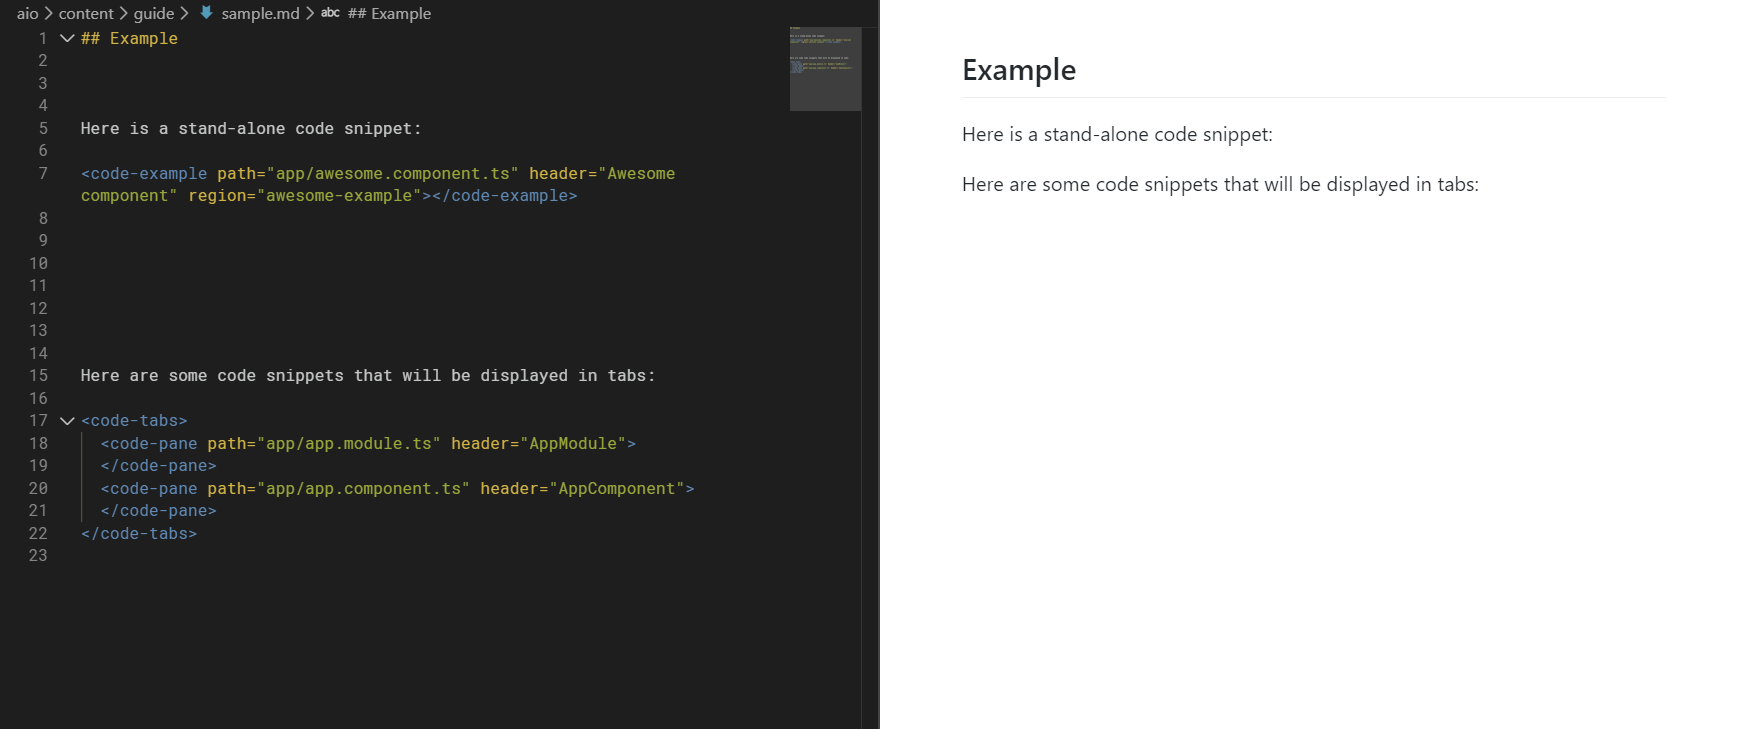 aio > content > guide > sample.md > abc ## Example
1 ## Example
2
3
4
5 Here is a stand-alone code snippet:
6
7 <code-example path="app/awesome.component.ts" header="Awesome
component" region="awesome-example"></code-example>
8
9
10
11
12
13
14
15 Here are some code snippets that will be displayed in tabs:
16
17 <code-tabs>
18 <code-pane path="app/app.module.ts" header="AppModule">
19 </code-pane>
20 <code-pane path="app/app.component.ts" header="AppComponent">
21 </code-pane>
22 </code-tabs>
23
Example
Here is a stand-alone code snippet:
Here are some code snippets that will be displayed in tabs: